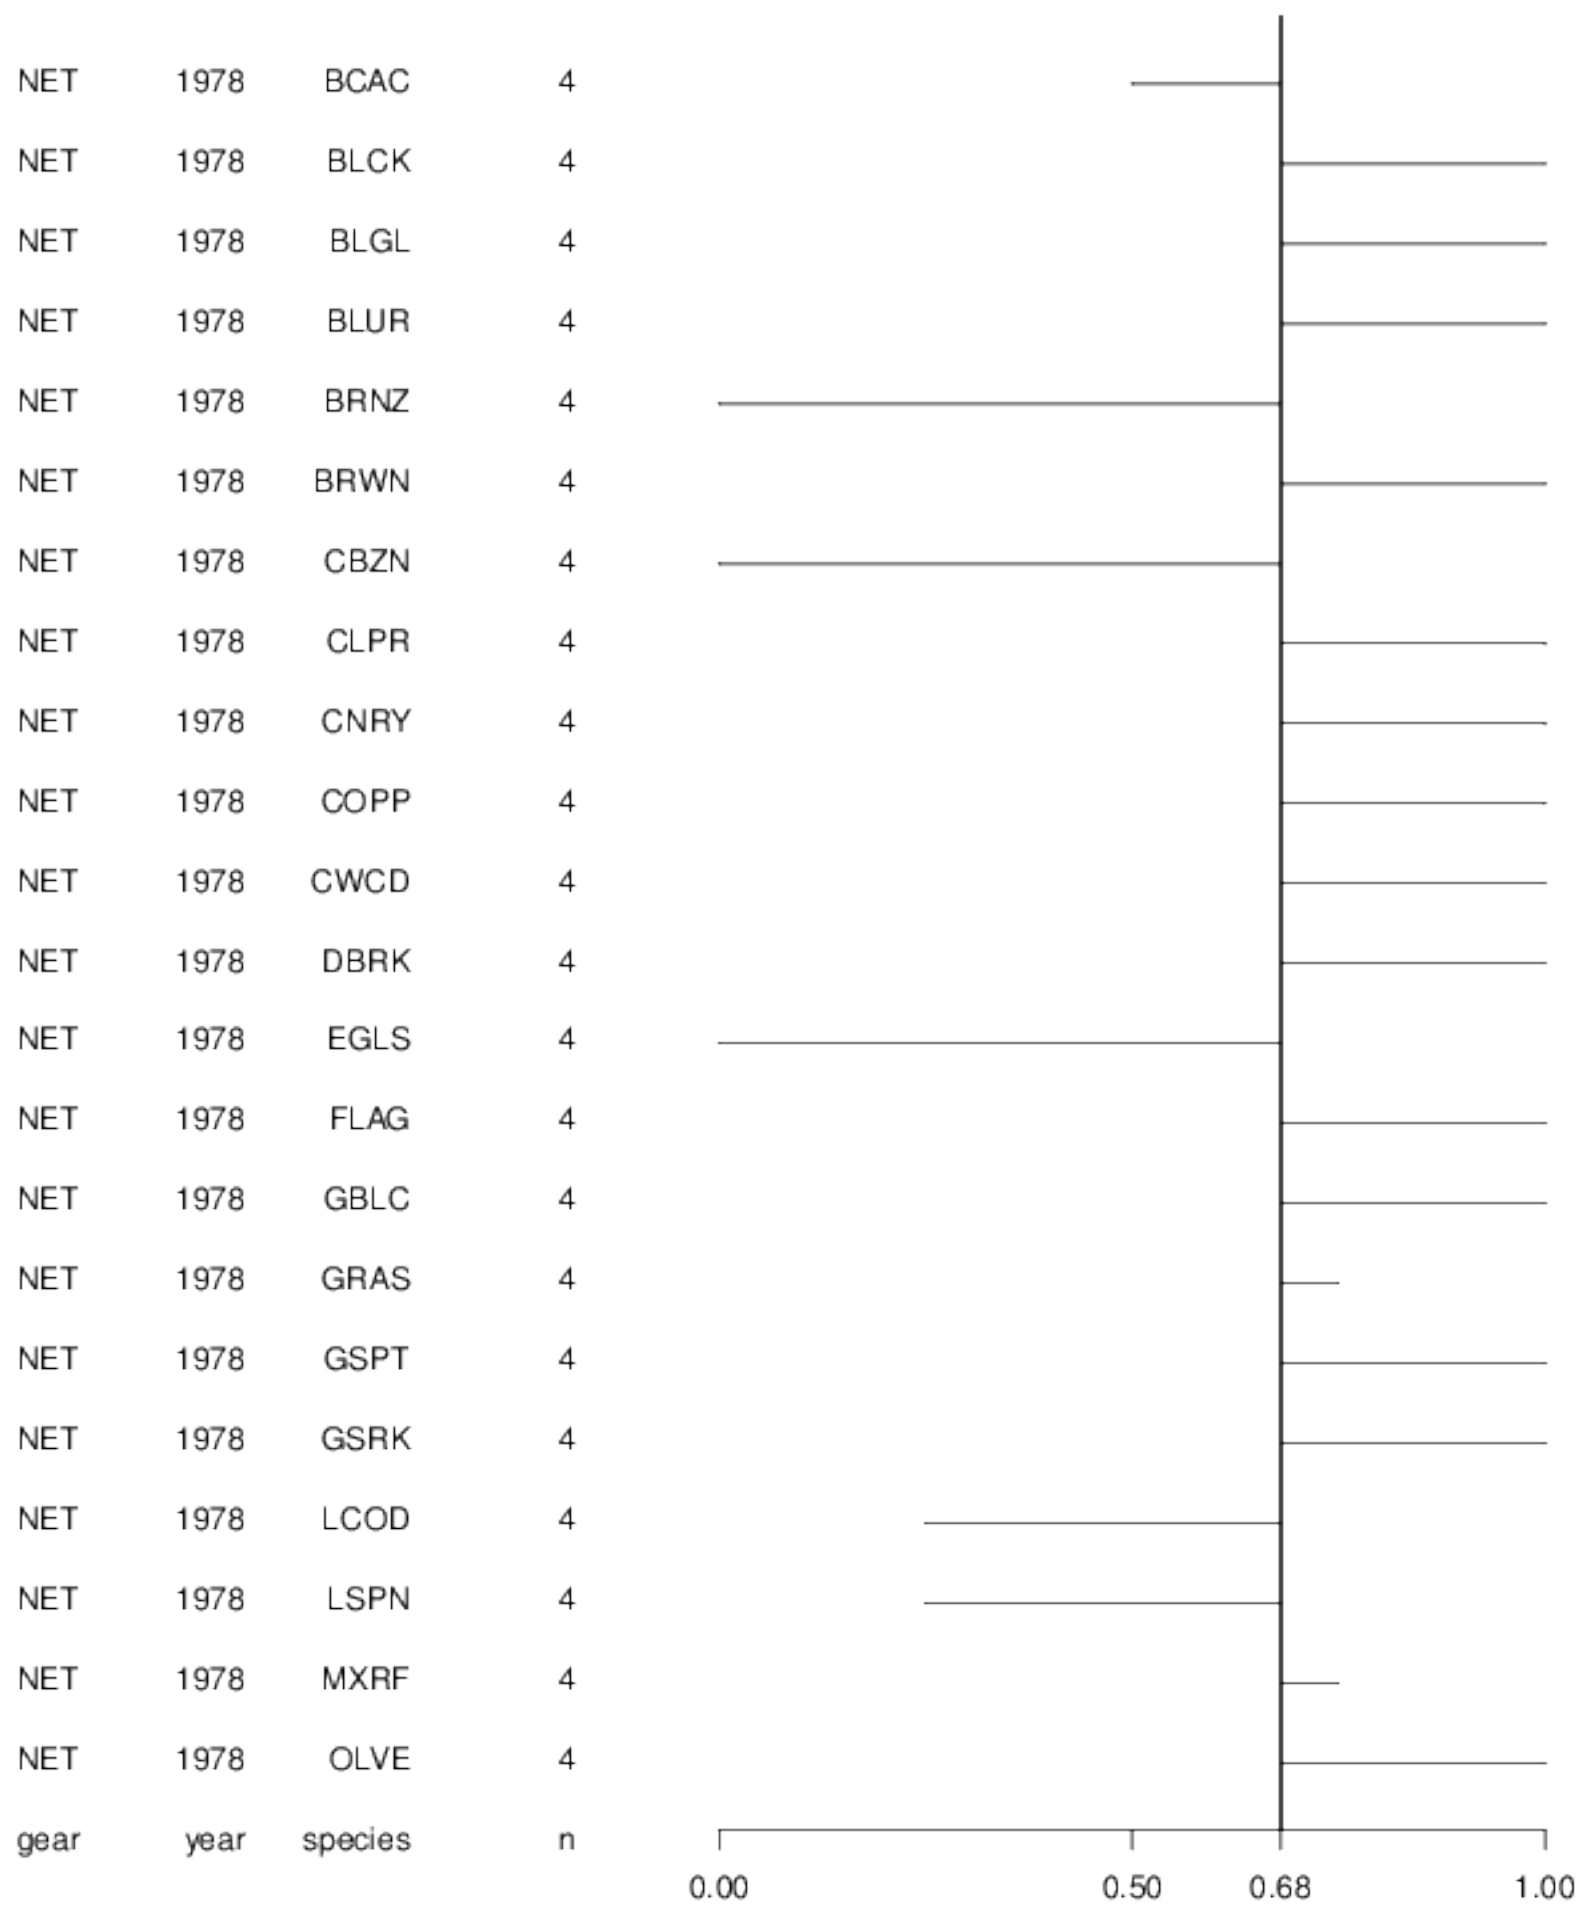 NET 1978 BCAC 4
NET 1978 BLCK 4
NET 1978 BLGL 4
NET 1978 BLUR 4
NET 1978 BRNZ 4
NET 1978 BRWN 4
NET 1978 CBZN 4
NET 1978 CLPR 4
NET 1978 CNRY 4
NET 1978 COPP 4
NET 1978 CWCD 4
NET 1978 DBRK 4
NET 1978 EGLS 4
NET 1978 FLAG 4
NET 1978 GBLC 4
NET 1978 GRAS 4
NET 1978 GSPT 4
NET 1978 GSRK 4
NET 1978 LCOD 4
NET 1978 LSPN 4
NET 1978 MXRF 4
NET 1978 OLVE 4
gear year species n
0.00 0.50 0.68 1.00